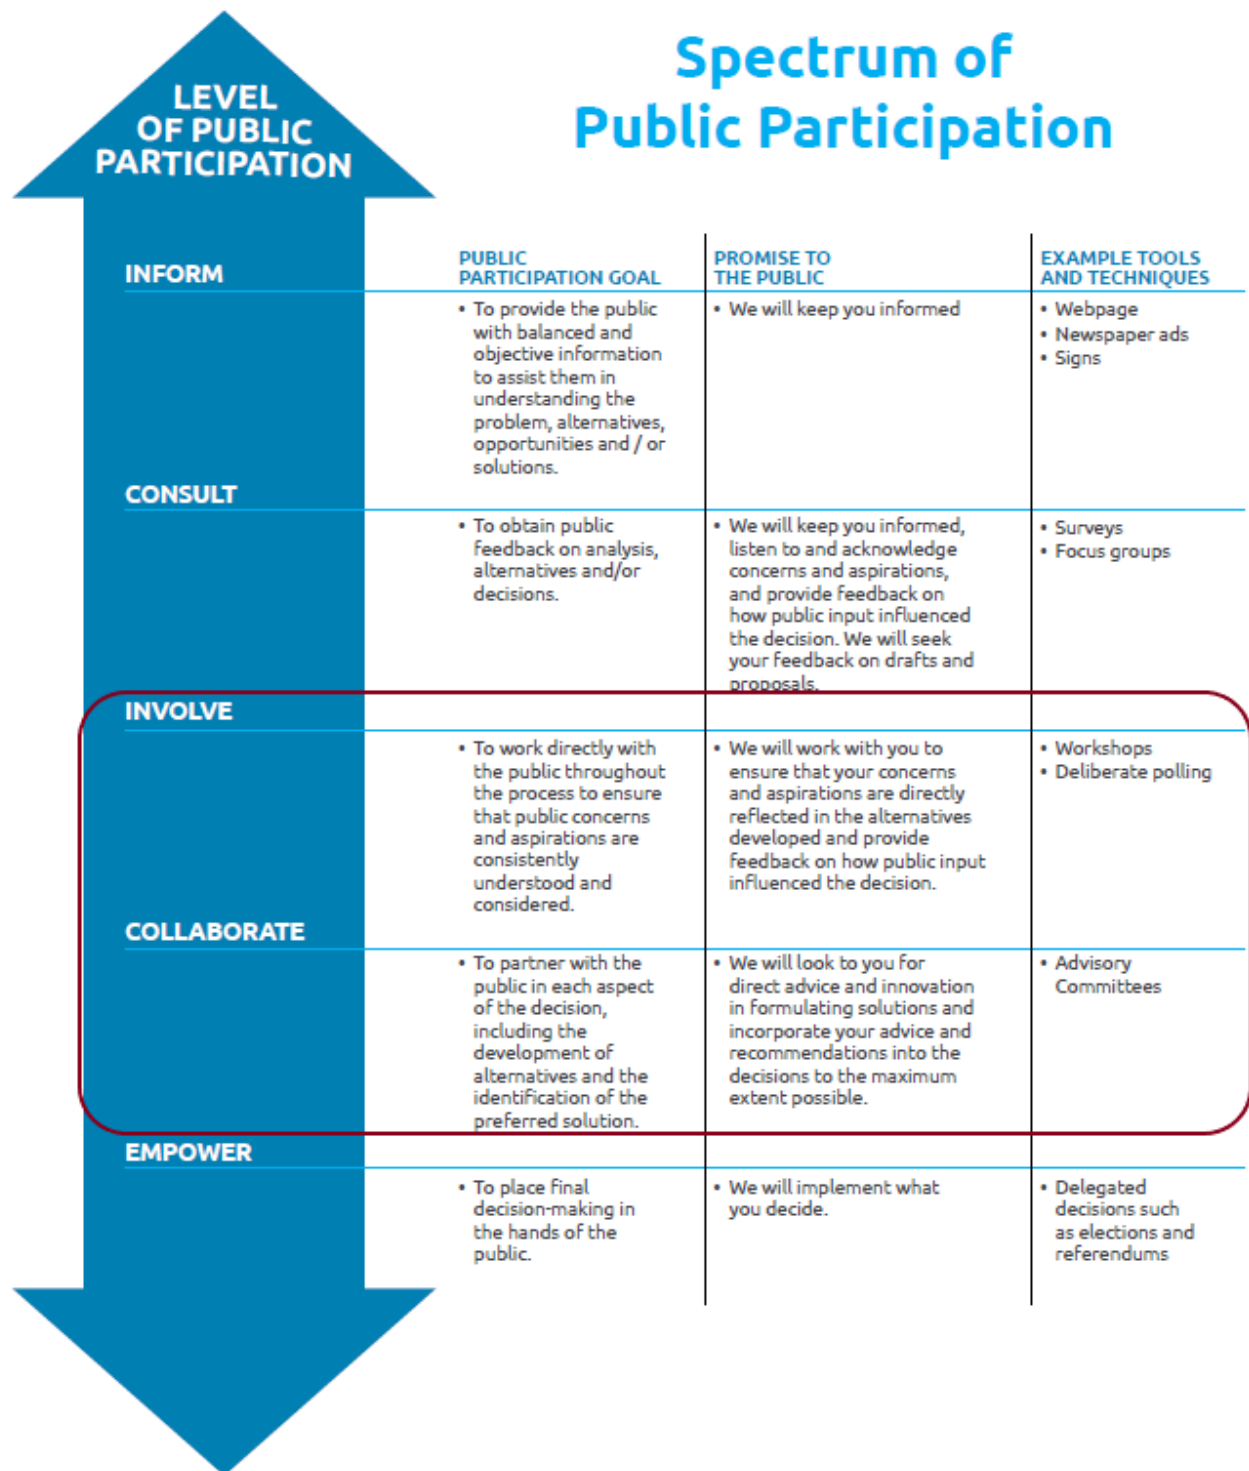 LEVEL
OF PUBLIC
PARTICIPATION
Spectrum of
Public Participation
INFORM
PUBLIC
PARTICIPATION GOAL
PROMISE TO
THE PUBLIC
EXAMPLE TOOLS
AND TECHNIQUES
• To provide the public
with balanced and
objective information
to assist them in
understanding the
problem, alternatives,
opportunities and / or
solutions.
• We will keep you informed
• Webpage
• Newspaper ads
• Signs
CONSULT
• To obtain public
feedback on analysis,
alternatives and/or
decisions.
• We will keep you informed,
listen to and acknowledge
concerns and aspirations,
and provide feedback on
how public input influenced
the decision. We will seek
your feedback on drafts and
proposals.
• Surveys
• Focus groups
INVOLVE
• To work directly with
the public throughout
the process to ensure
that public concerns
and aspirations are
consistently
understood and
considered.
• We will work with you to
ensure that your concerns
and aspirations are directly
reflected in the alternatives
developed and provide
feedback on how public input
influenced the decision.
• Workshops
• Deliberate polling
COLLABORATE
• To partner with the
public in each aspect
of the decision,
including the
development of
alternatives and the
identification of the
preferred solution.
• We will look to you for
direct advice and innovation
in formulating solutions and
incorporate your advice and
recommendations into the
decisions to the maximum
extent possible.
• Advisory
Committees
EMPOWER
• To place final
decision-making in
the hands of the
public.
• We will implement what
you decide.
• Delegated
decisions such
as elections and
referendums